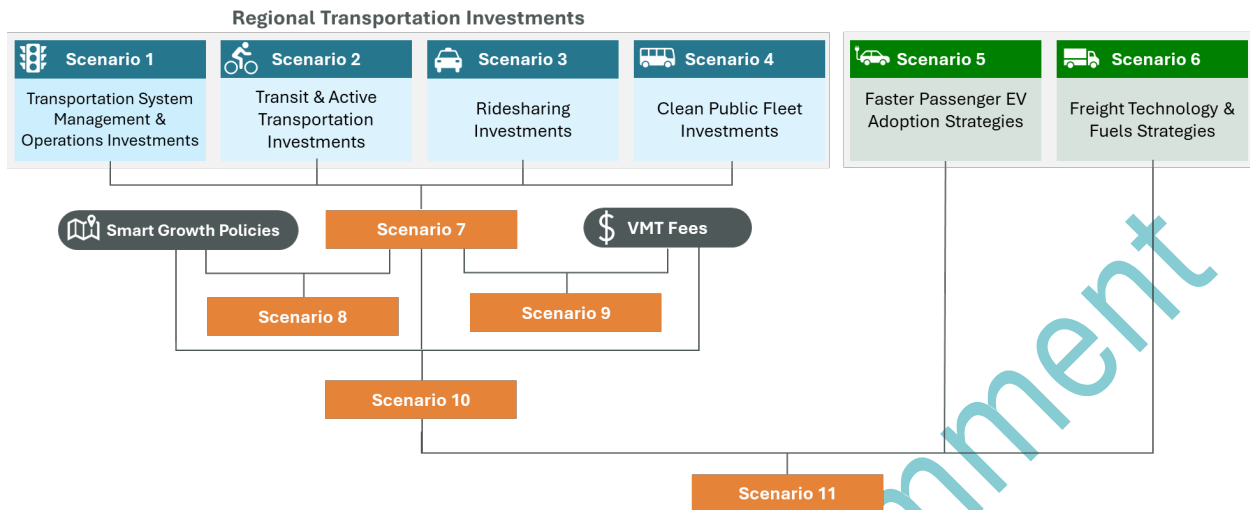 Regional Transportation Investments
Scenario 1
Transportation System
Management &
Operations Investments
Scenario 2
Transit & Active
Transportation
Investments
Scenario 3
Ridesharing
Investments
Scenario 4
Clean Public Fleet
Investments
Scenario 5
Faster Passenger EV
Adoption Strategies
Scenario 6
Freight Technology &
Fuels Strategies
Smart Growth Policies
Scenario 7
VMT Fees
Scenario 8
Scenario 9
Scenario 10
Scenario 11